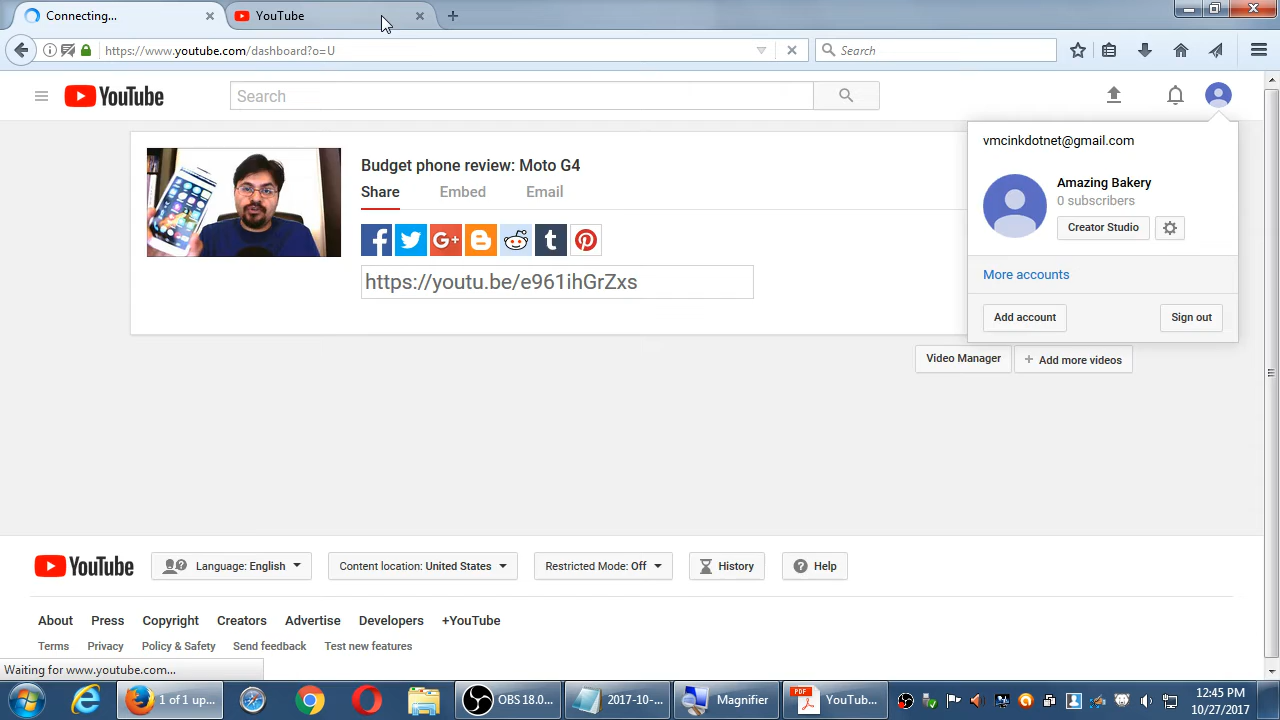 Connecting...
YouTube
https://www.youtube.com/dashboard?o=U
Search
YouTube
Search
vmcinkdotnet@gmail.com
Amazing Bakery
0 subscribers
Creator Studio
More accounts
Add account
Sign out
Budget phone review: Moto G4
Share
Embed
Email
https://youtu.be/e961ihGrZxs
Video Manager
+ Add more videos
YouTube
Language: English
Content location: United States
Restricted Mode: Off
History
Help
About
Press
Copyright
Creators
Advertise
Developers
+YouTube
Terms
Privacy
Policy & Safety
Send feedback
Test new features
Waiting for www.youtube.com...
1 of 1 up...
OBS 18.0...
2017-10-...
Magnifier
PDF
YouTub...
12:45 PM
10/27/2017